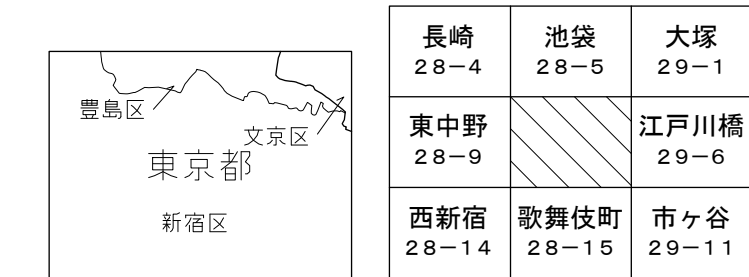 豊島区
文京区
東京都
新宿区
長崎
28-4
池袋
28-5
大塚
29-1
東中野
28-9
江戸川橋
29-6
西新宿
28-14
歌舞伎町
28-15
市ヶ谷
29-11